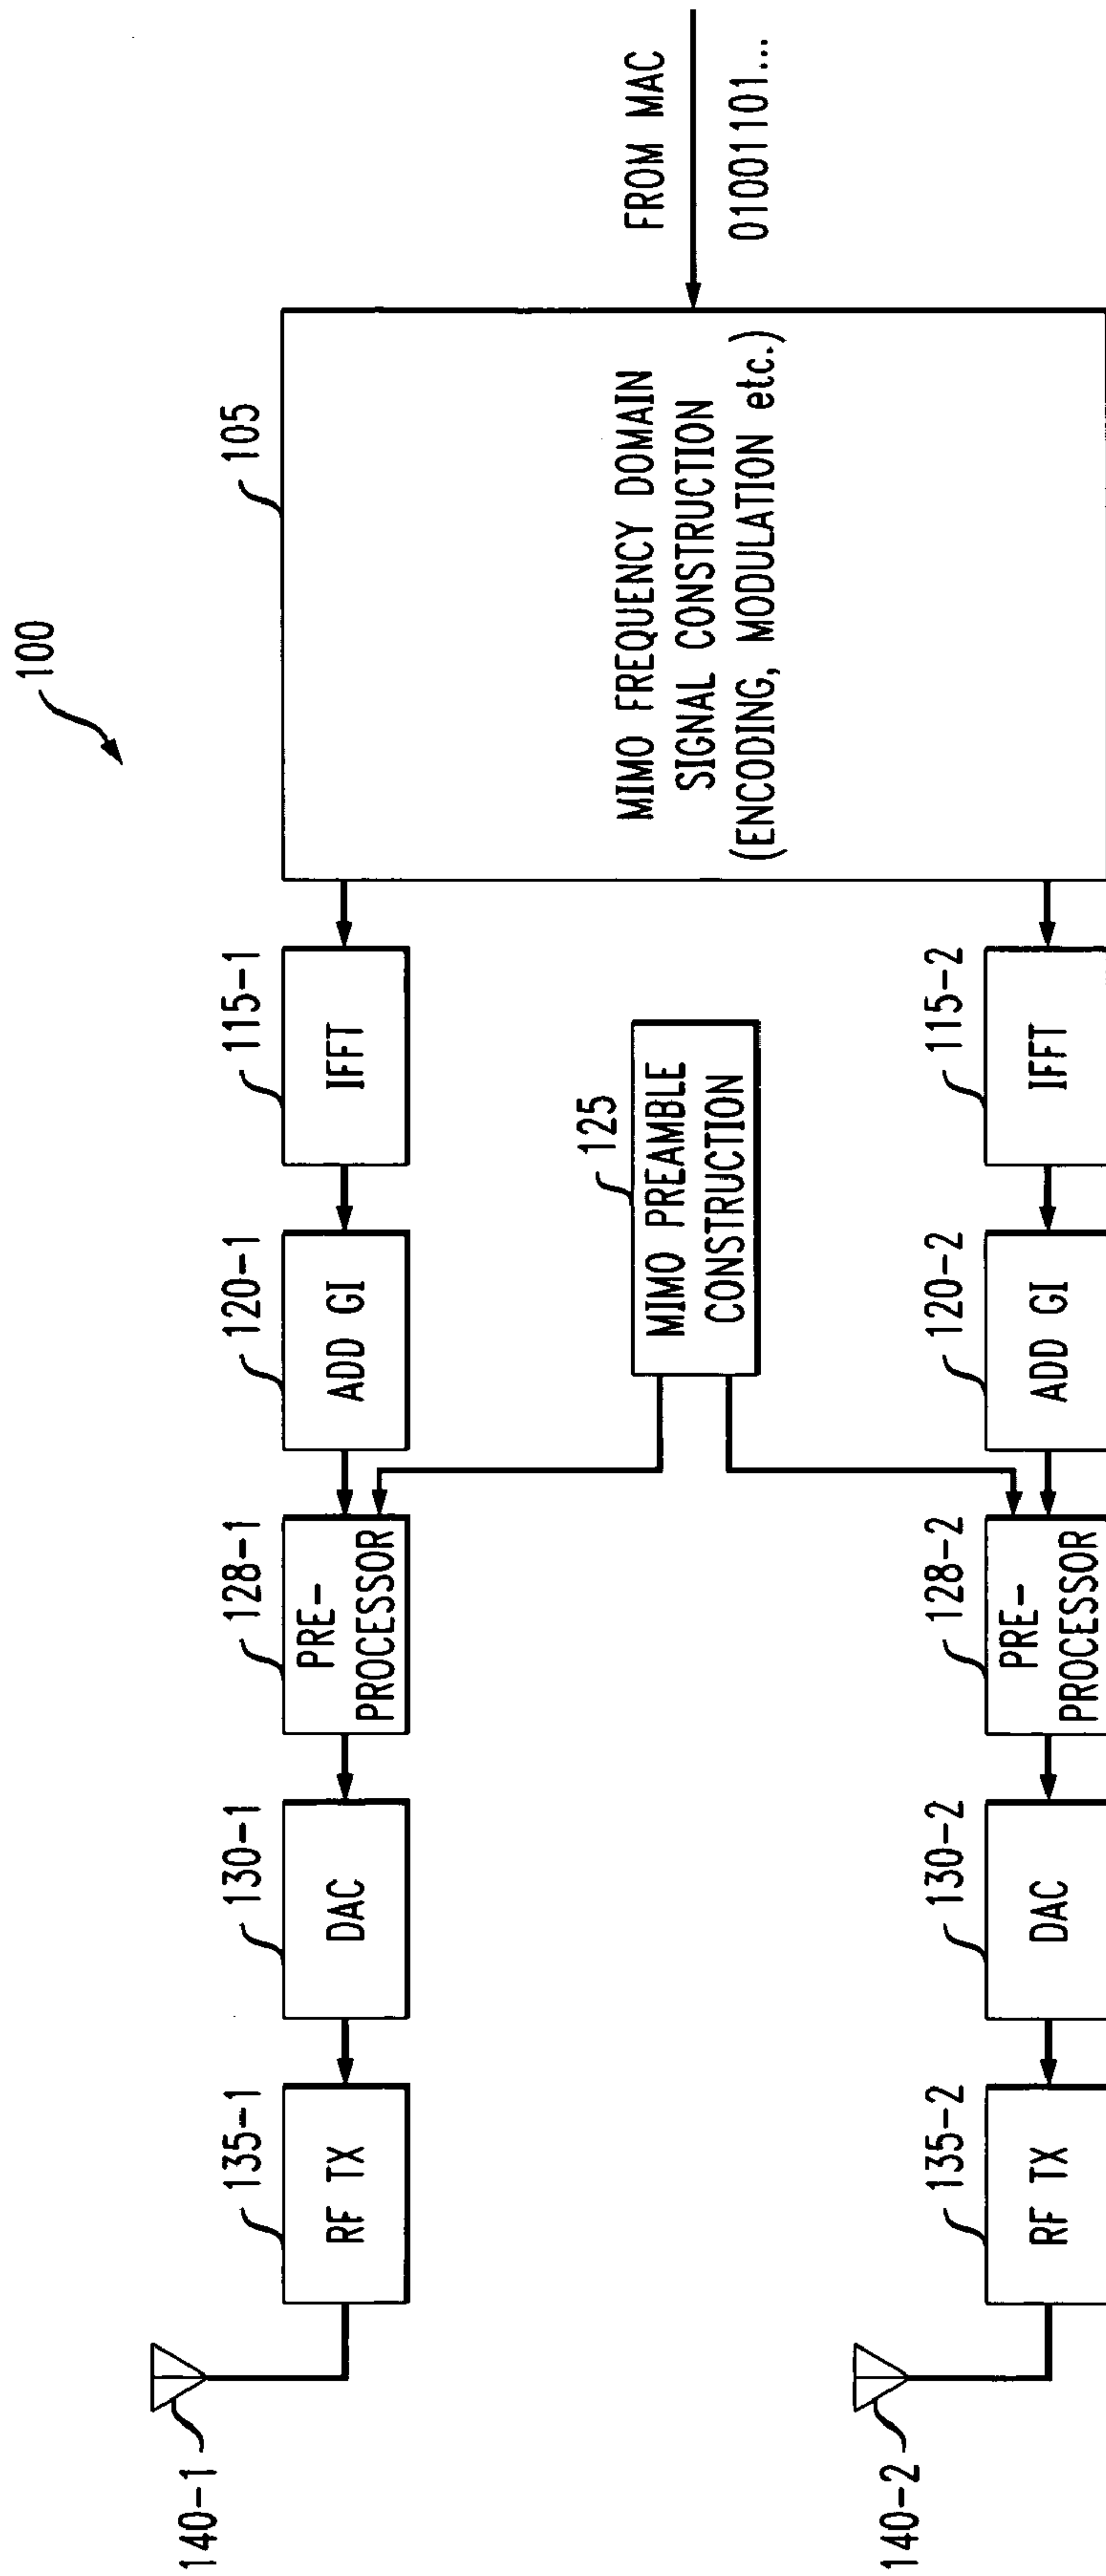 100
FROM MAC
01001101...
105
MIMO FREQUENCY DOMAIN
SIGNAL CONSTRUCTION
(ENCODING, MODULATION etc.)
115-1
IFFT
120-1
ADD GI
128-1
PRE-
PROCESSOR
130-1
DAC
135-1
RF TX
140-1
125
MIMO PREAMBLE
CONSTRUCTION
115-2
IFFT
120-2
ADD GI
128-2
PRE-
PROCESSOR
130-2
DAC
135-2
RF TX
140-2